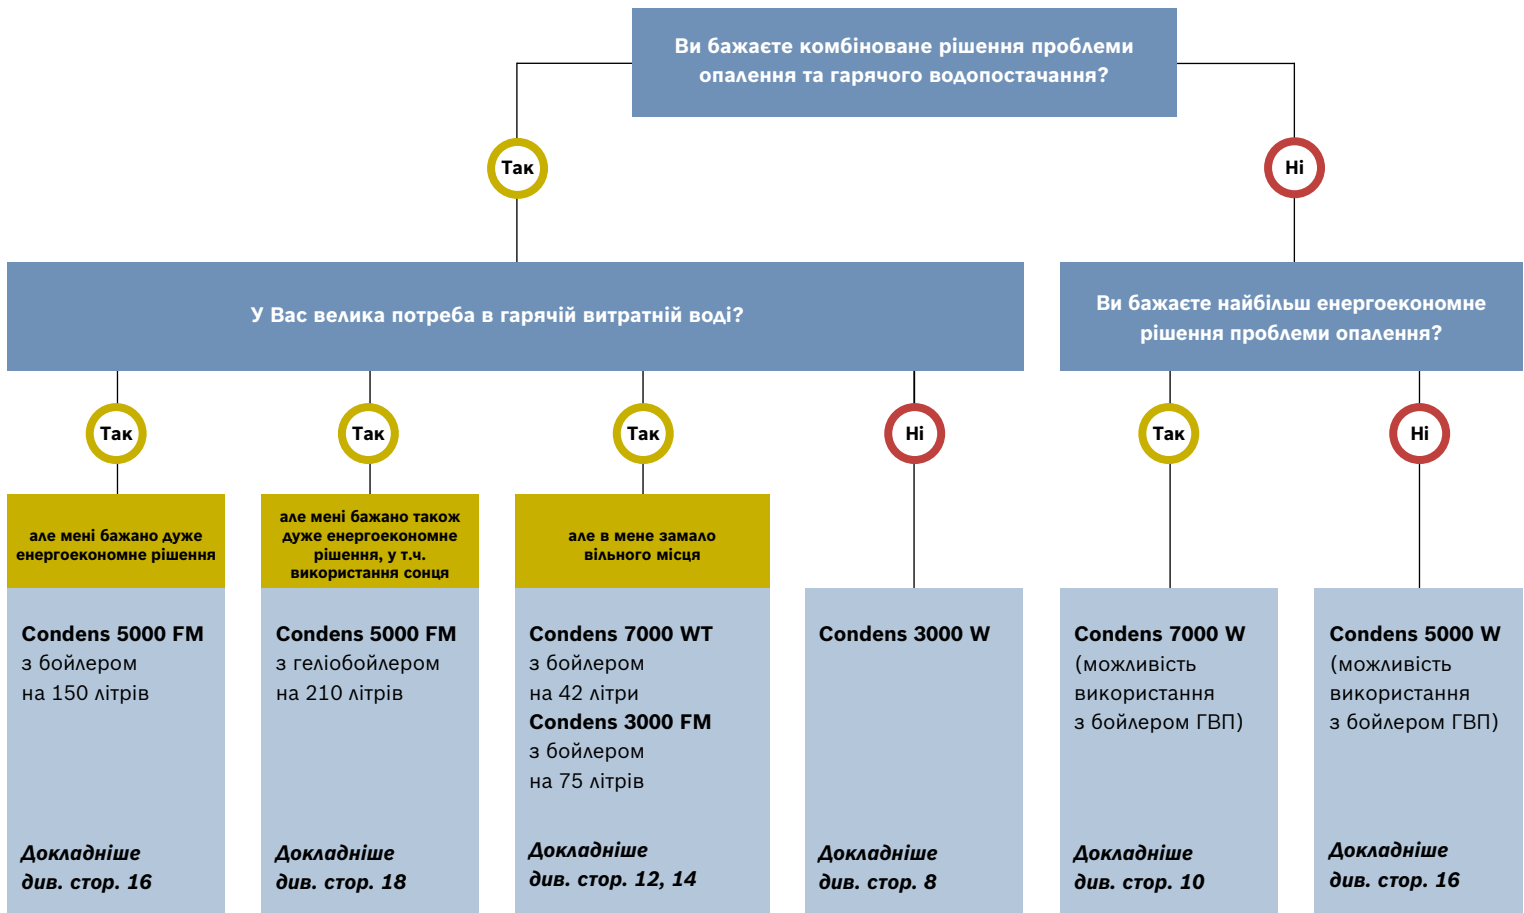 Ви бажаєте комбіноване рішення проблеми
опалення та гарячого водопостачання?
Так
Ні
У Вас велика потреба в гарячій витратній воді?
Ви бажаєте найбільш енергоекономне
рішення проблеми опалення?
Так
Так
Так
Ні
Так
Ні
але мені бажано дуже
енергоекономне рішення
але мені бажано також
дуже енергоекономне
рішення, у т.ч.
використання сонця
але в мене замало
вільного місця
Condens 5000 FM
з бойлером
на 150 літрів
Докладніше
див. стор. 16
Condens 5000 FM
з геліобойлером
на 210 літрів
Докладніше
див. стор. 18
Condens 7000 WT
з бойлером
на 42 літри
Condens 3000 FM
з бойлером
на 75 літрів
Докладніше
див. стор. 12, 14
Condens 3000 W
Докладніше
див. стор. 8
Condens 7000 W
(можливість
використання
з бойлером ГВП)
Докладніше
див. стор. 10
Condens 5000 W
(можливість
використання
з бойлером ГВП)
Докладніше
див. стор. 16